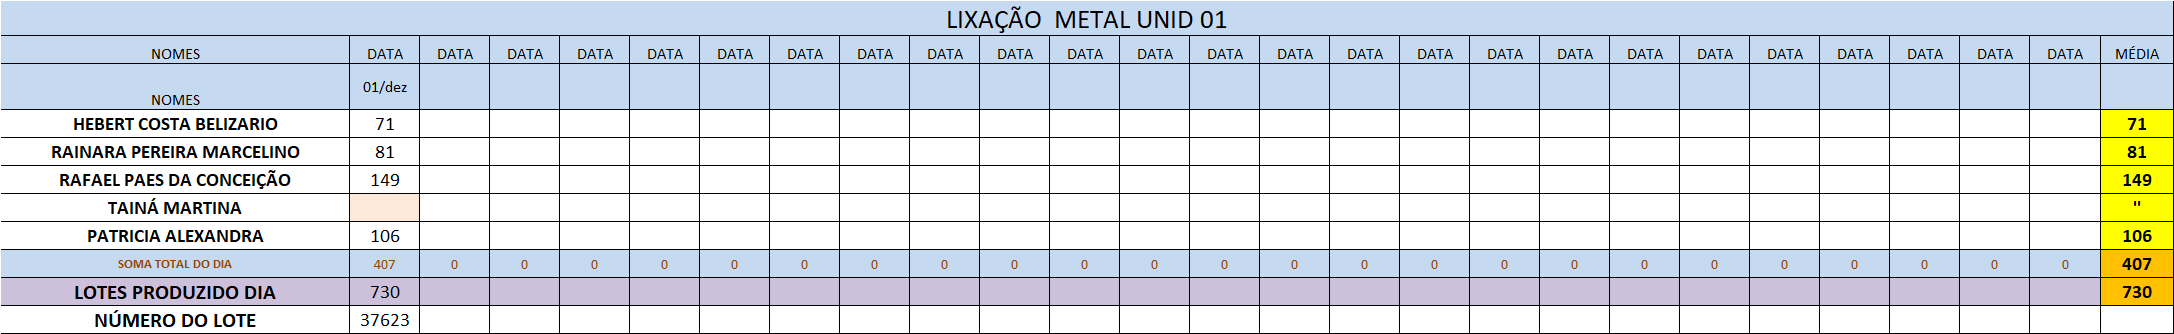 LIXAÇÃO METAL UNID 01
NOMES DATA DATA DATA DATA DATA DATA DATA DATA DATA DATA DATA DATA DATA DATA DATA DATA DATA DATA DATA DATA DATA DATA DATA DATA DATA MÉDIA
NOMES 01/dez
HEBERT COSTA BELIZARIO 71 71
RAINARA PEREIRA MARCELINO 81 81
RAFAEL PAES DA CONCEIÇÃO 149 149
TAINÁ MARTINA "
PATRICIA ALEXANDRA 106 106
SOMA TOTAL DO DIA 407 0 0 0 0 0 0 0 0 0 0 0 0 0 0 0 0 0 0 0 0 0 0 0 0 407
LOTES PRODUZIDO DIA 730 730
NÚMERO DO LOTE 37623